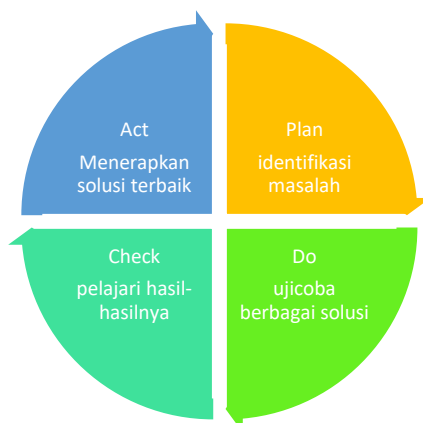 Act
Menerapkan
solusi terbaik
Plan
identifikasi
masalah
Check
pelajari hasil-
hasilnya
Do
ujicoba
berbagai solusi